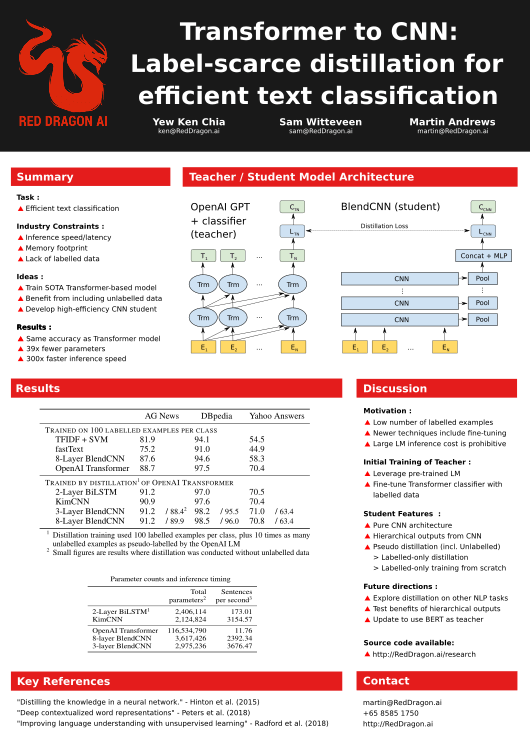 Transformer to CNN:
Label-scarce distillation for
efficient text classification
RED DRAGON AI
Yew Ken Chia Sam Witteveen Martin Andrews
ken@RedDragon.ai sam@RedDragon.ai martin@RedDragon.ai
Summary
Task :
▲ Efficient text classification
Industry Constraints :
▲ Inference speed/latency
▲ Memory footprint
▲ Lack of labelled data
Ideas :
▲ Train SOTA Transformer-based model
▲ Benefit from including unlabelled data
▲ Develop high-efficiency CNN student
Results :
▲ Same accuracy as Transformer model
▲ 39x fewer parameters
▲ 300x faster inference speed
Teacher / Student Model Architecture
OpenAI GPT
+ classifier
(teacher)
BlendCNN (student)
C_TN C_CNN
L_TN Distillation Loss L_CNN
T_1 T_2 ... T_N Concat + MLP
Trm Trm ... Trm CNN Pool
⋮ ⋮
CNN Pool
Trm Trm ... Trm CNN Pool
E_1 E_2 ... E_N E_1 E_2 ... E_N
Results
AG News DBpedia Yahoo Answers
TRAINED ON 100 LABELLED EXAMPLES PER CLASS
TFIDF + SVM 81.9 94.1 54.5
fastText 75.2 91.0 44.9
8-Layer BlendCNN 87.6 94.6 58.3
OpenAI Transformer 88.7 97.5 70.4
TRAINED BY DISTILLATION¹ OF OPENAI TRANSFORMER
2-Layer BiLSTM 91.2 97.0 70.5
KimCNN 90.9 97.6 70.4
3-Layer BlendCNN 91.2 / 88.4² 98.2 / 95.5 71.0 / 63.4
8-Layer BlendCNN 91.2 / 89.9 98.5 / 96.0 70.8 / 63.4
¹ Distillation training used 100 labelled examples per class, plus 10 times as many
unlabelled examples as pseudo-labelled by the OpenAI LM
² Small figures are results where distillation was conducted without unlabelled data
Parameter counts and inference timing
Total Sentences
parameters² per second³
2-Layer BiLSTM¹ 2,406,114 173.01
KimCNN 2,124,824 3154.57
OpenAI Transformer 116,534,790 11.76
8-layer BlendCNN 3,617,426 2392.34
3-layer BlendCNN 2,975,236 3676.47
Discussion
Motivation :
▲ Low number of labelled examples
▲ Newer techniques include fine-tuning
▲ Large LM inference cost is prohibitive
Initial Training of Teacher :
▲ Leverage pre-trained LM
▲ Fine-tune Transformer classifier with
labelled data
Student Features :
▲ Pure CNN architecture
▲ Hierarchical outputs from CNN
▲ Pseudo distillation (incl. Unlabelled)
> Labelled-only distillation
> Labelled-only training from scratch
Future directions :
▲ Explore distillation on other NLP tasks
▲ Test benefits of hierarchical outputs
▲ Update to use BERT as teacher
Source code available:
▲ http://RedDragon.ai/research
Key References
"Distilling the knowledge in a neural network." - Hinton et al. (2015)
"Deep contextualized word representations" - Peters et al. (2018)
"Improving language understanding with unsupervised learning" - Radford et al. (2018)
Contact
martin@RedDragon.ai
+65 8585 1750
http://RedDragon.ai